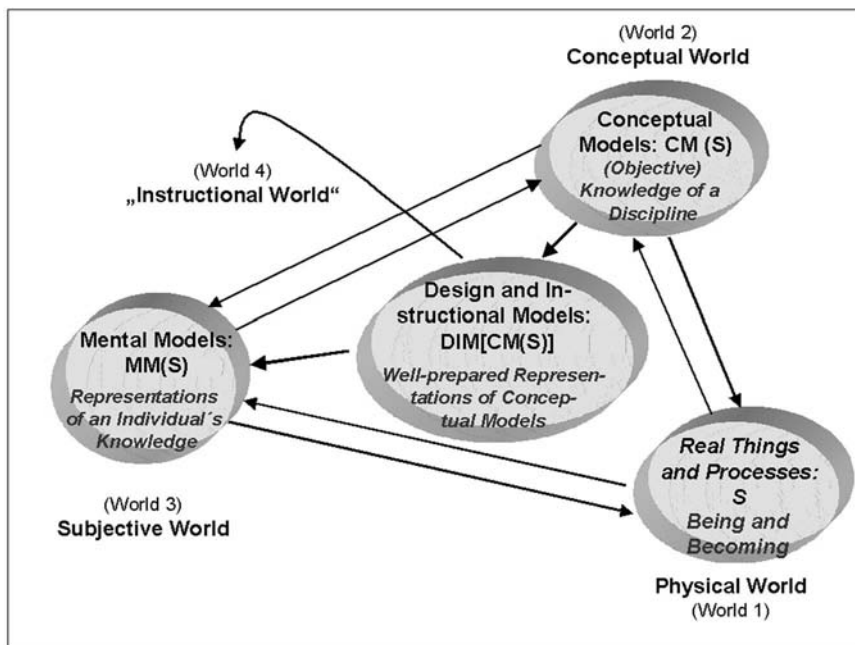 (World 2)
Conceptual World
Conceptual
Models: CM (S)
(Objective)
Knowledge of a
Discipline
(World 4)
„Instructional World“
Design and In-
structional Models:
DIM[CM(S)]
Well-prepared Represen-
tations of Concep-
tual Models
Mental Models:
MM(S)
Representations
of an Individual´s
Knowledge
(World 3)
Subjective World
Real Things
and Processes:
S
Being and
Becoming
Physical World
(World 1)